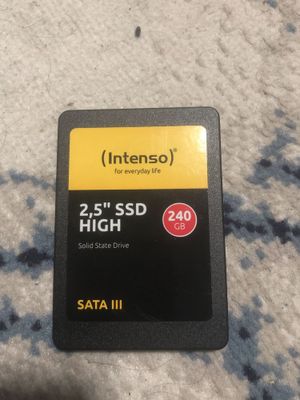 (Intenso)®
for everyday life
2,5" SSD
HIGH
240
GB
Solid State Drive
SATA III